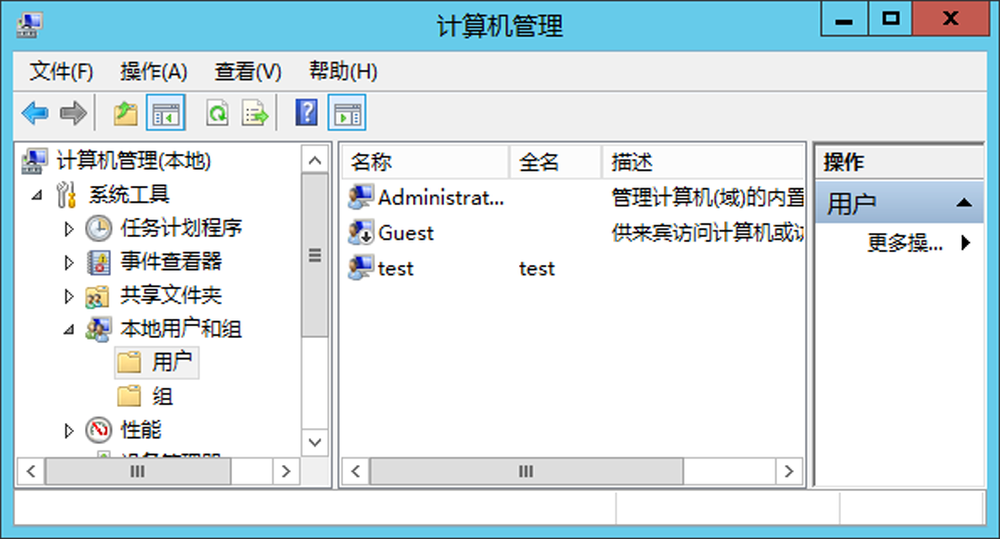 计算机管理
文件(F) 操作(A) 查看(V) 帮助(H)
计算机管理(本地)
系统工具
任务计划程序
事件查看器
共享文件夹
本地用户和组
用户
组
性能
名称 全名 描述
Administrat... 管理计算机(域)的内置
Guest 供来宾访问计算机或
test test
操作
用户
更多操...